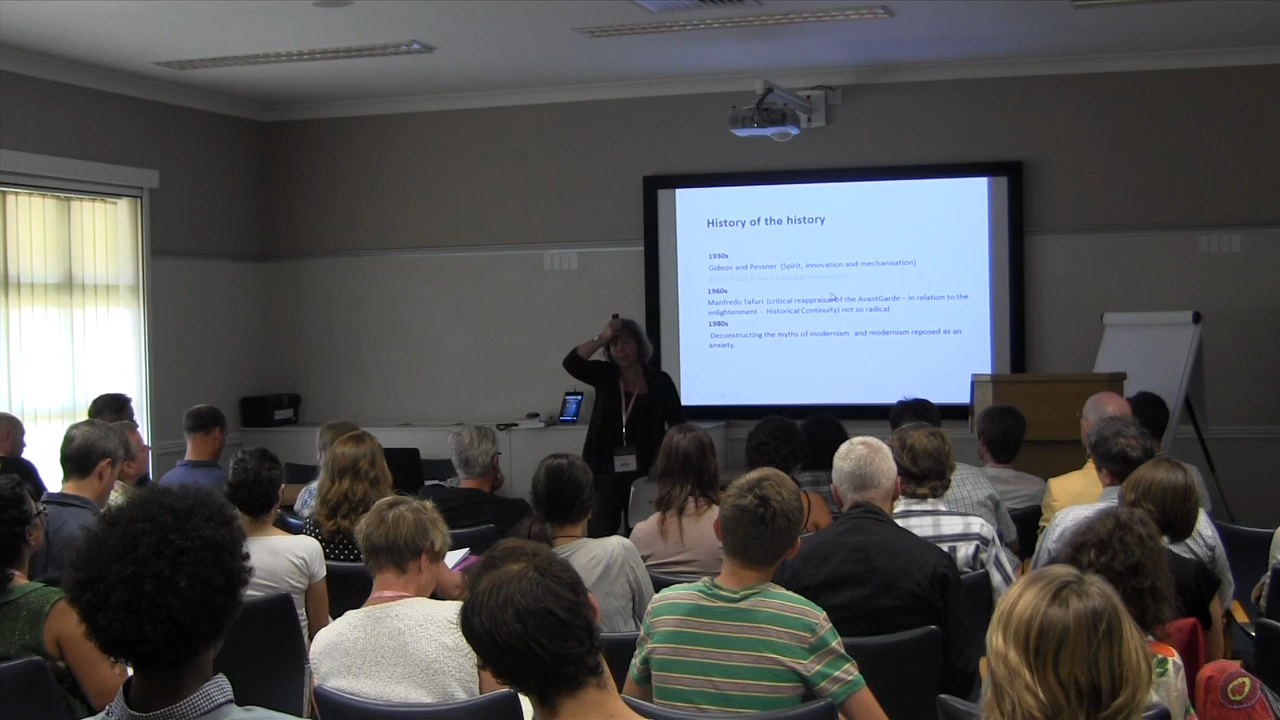 History of the history
1930s
Gideon and Pevsner (Spirit, innovation and mechanisation)
1960s
Manfredo Tafuri (critical reappraisal of the AvantGarde – in relation to the
enlightenment - Historical Continuity) not so radical
1980s
Deconstructing the myths of modernism and modernism reposed as an
anxiety.